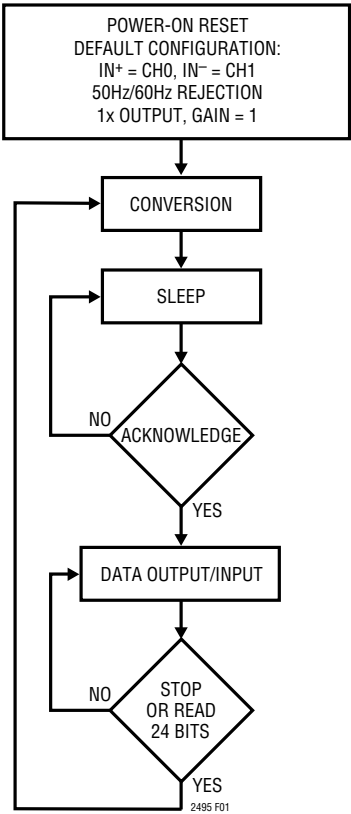 POWER-ON RESET
DEFAULT CONFIGURATION:
IN+ = CH0, IN– = CH1
50Hz/60Hz REJECTION
1x OUTPUT, GAIN = 1
CONVERSION
SLEEP
NO
ACKNOWLEDGE
YES
DATA OUTPUT/INPUT
NO
STOP
OR READ
24 BITS
YES
2495 F01